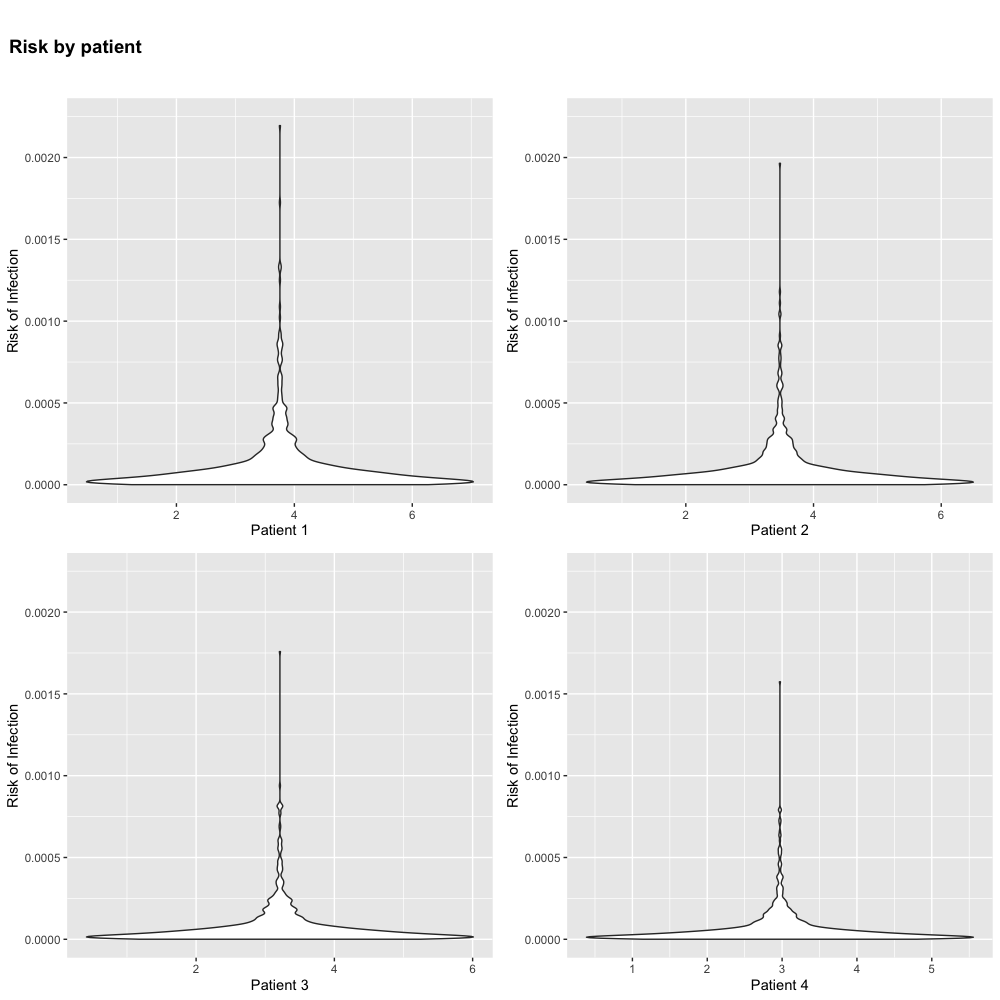 Risk by patient
Risk of Infection
0.0020
0.0015
0.0010
0.0005
0.0000
2 4 6
Patient 1
Risk of Infection
0.0020
0.0015
0.0010
0.0005
0.0000
2 4 6
Patient 2
Risk of Infection
0.0020
0.0015
0.0010
0.0005
0.0000
2 4 6
Patient 3
Risk of Infection
0.0020
0.0015
0.0010
0.0005
0.0000
1 2 3 4 5
Patient 4